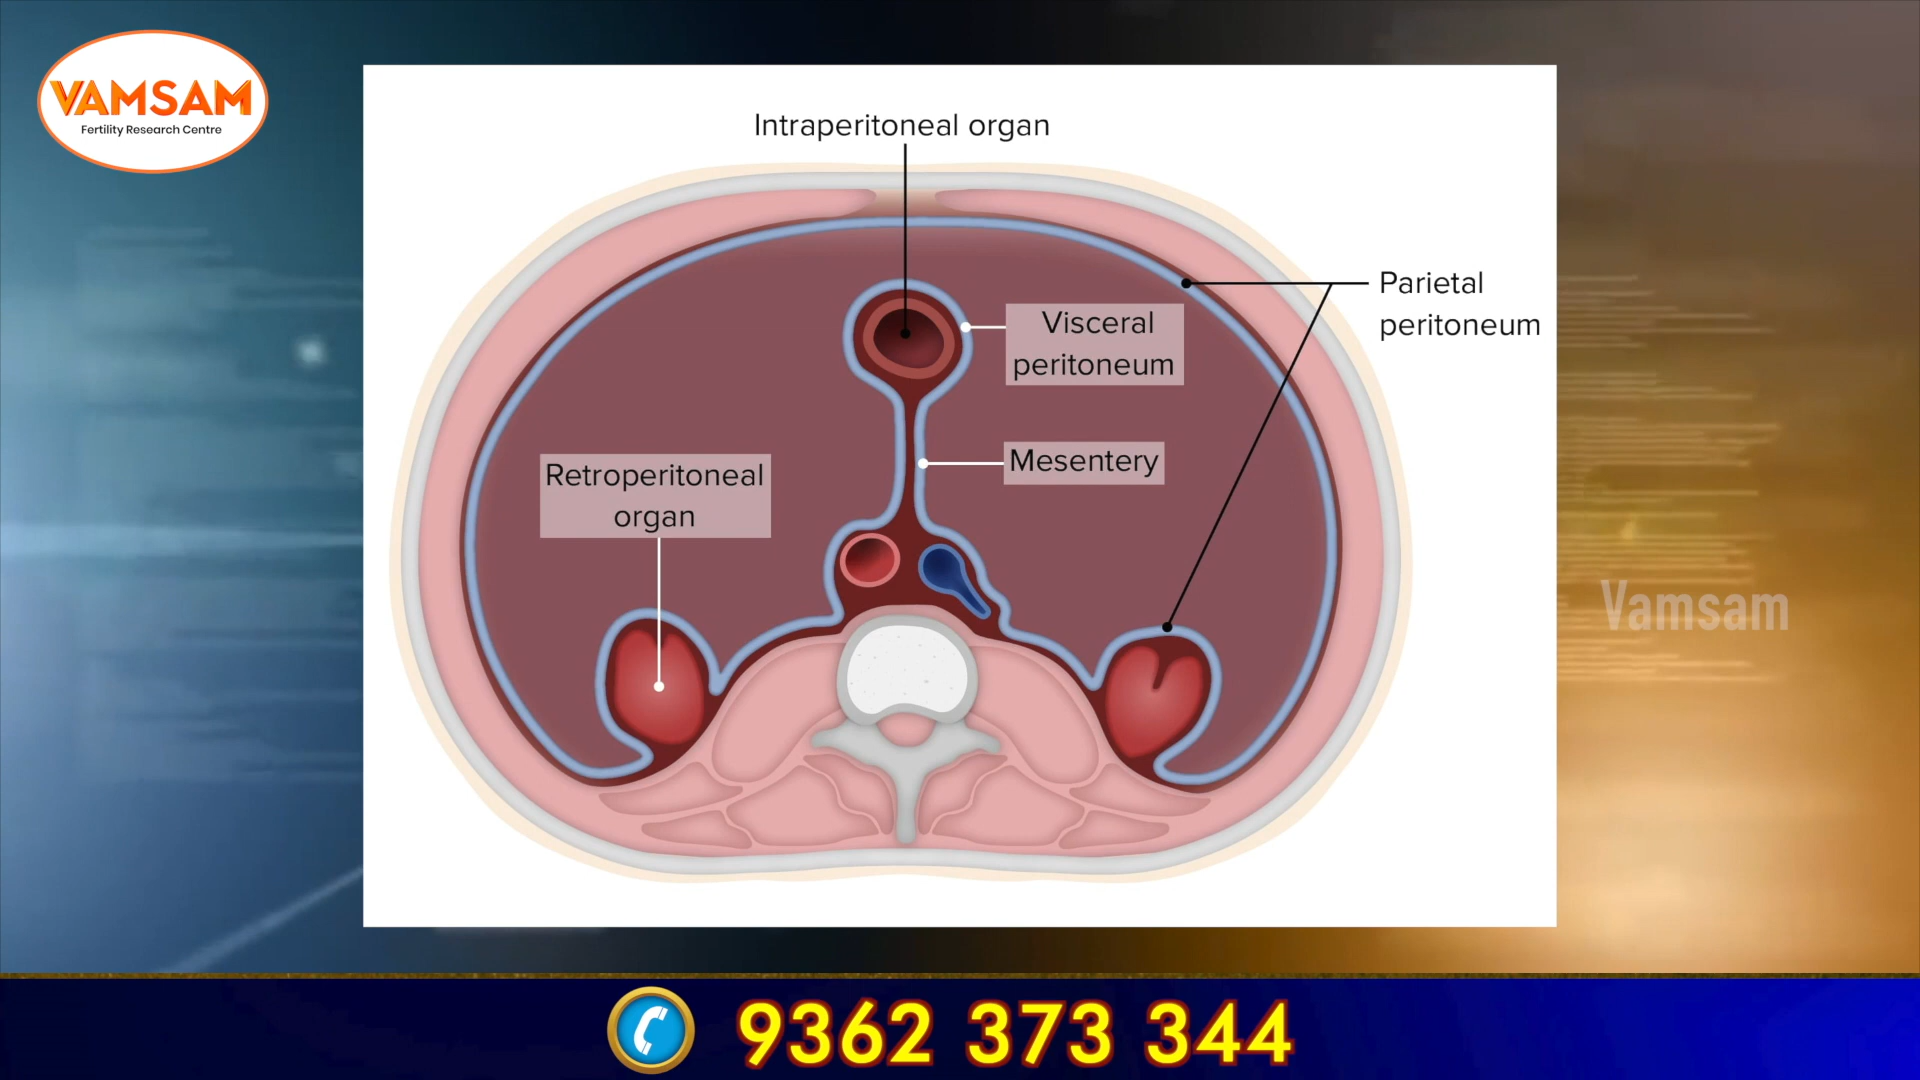 VAMSAM
Fertility Research Centre
Intraperitoneal organ
Parietal
peritoneum
Visceral
peritoneum
Mesentery
Retroperitoneal
organ
Vamsam
9362 373 344